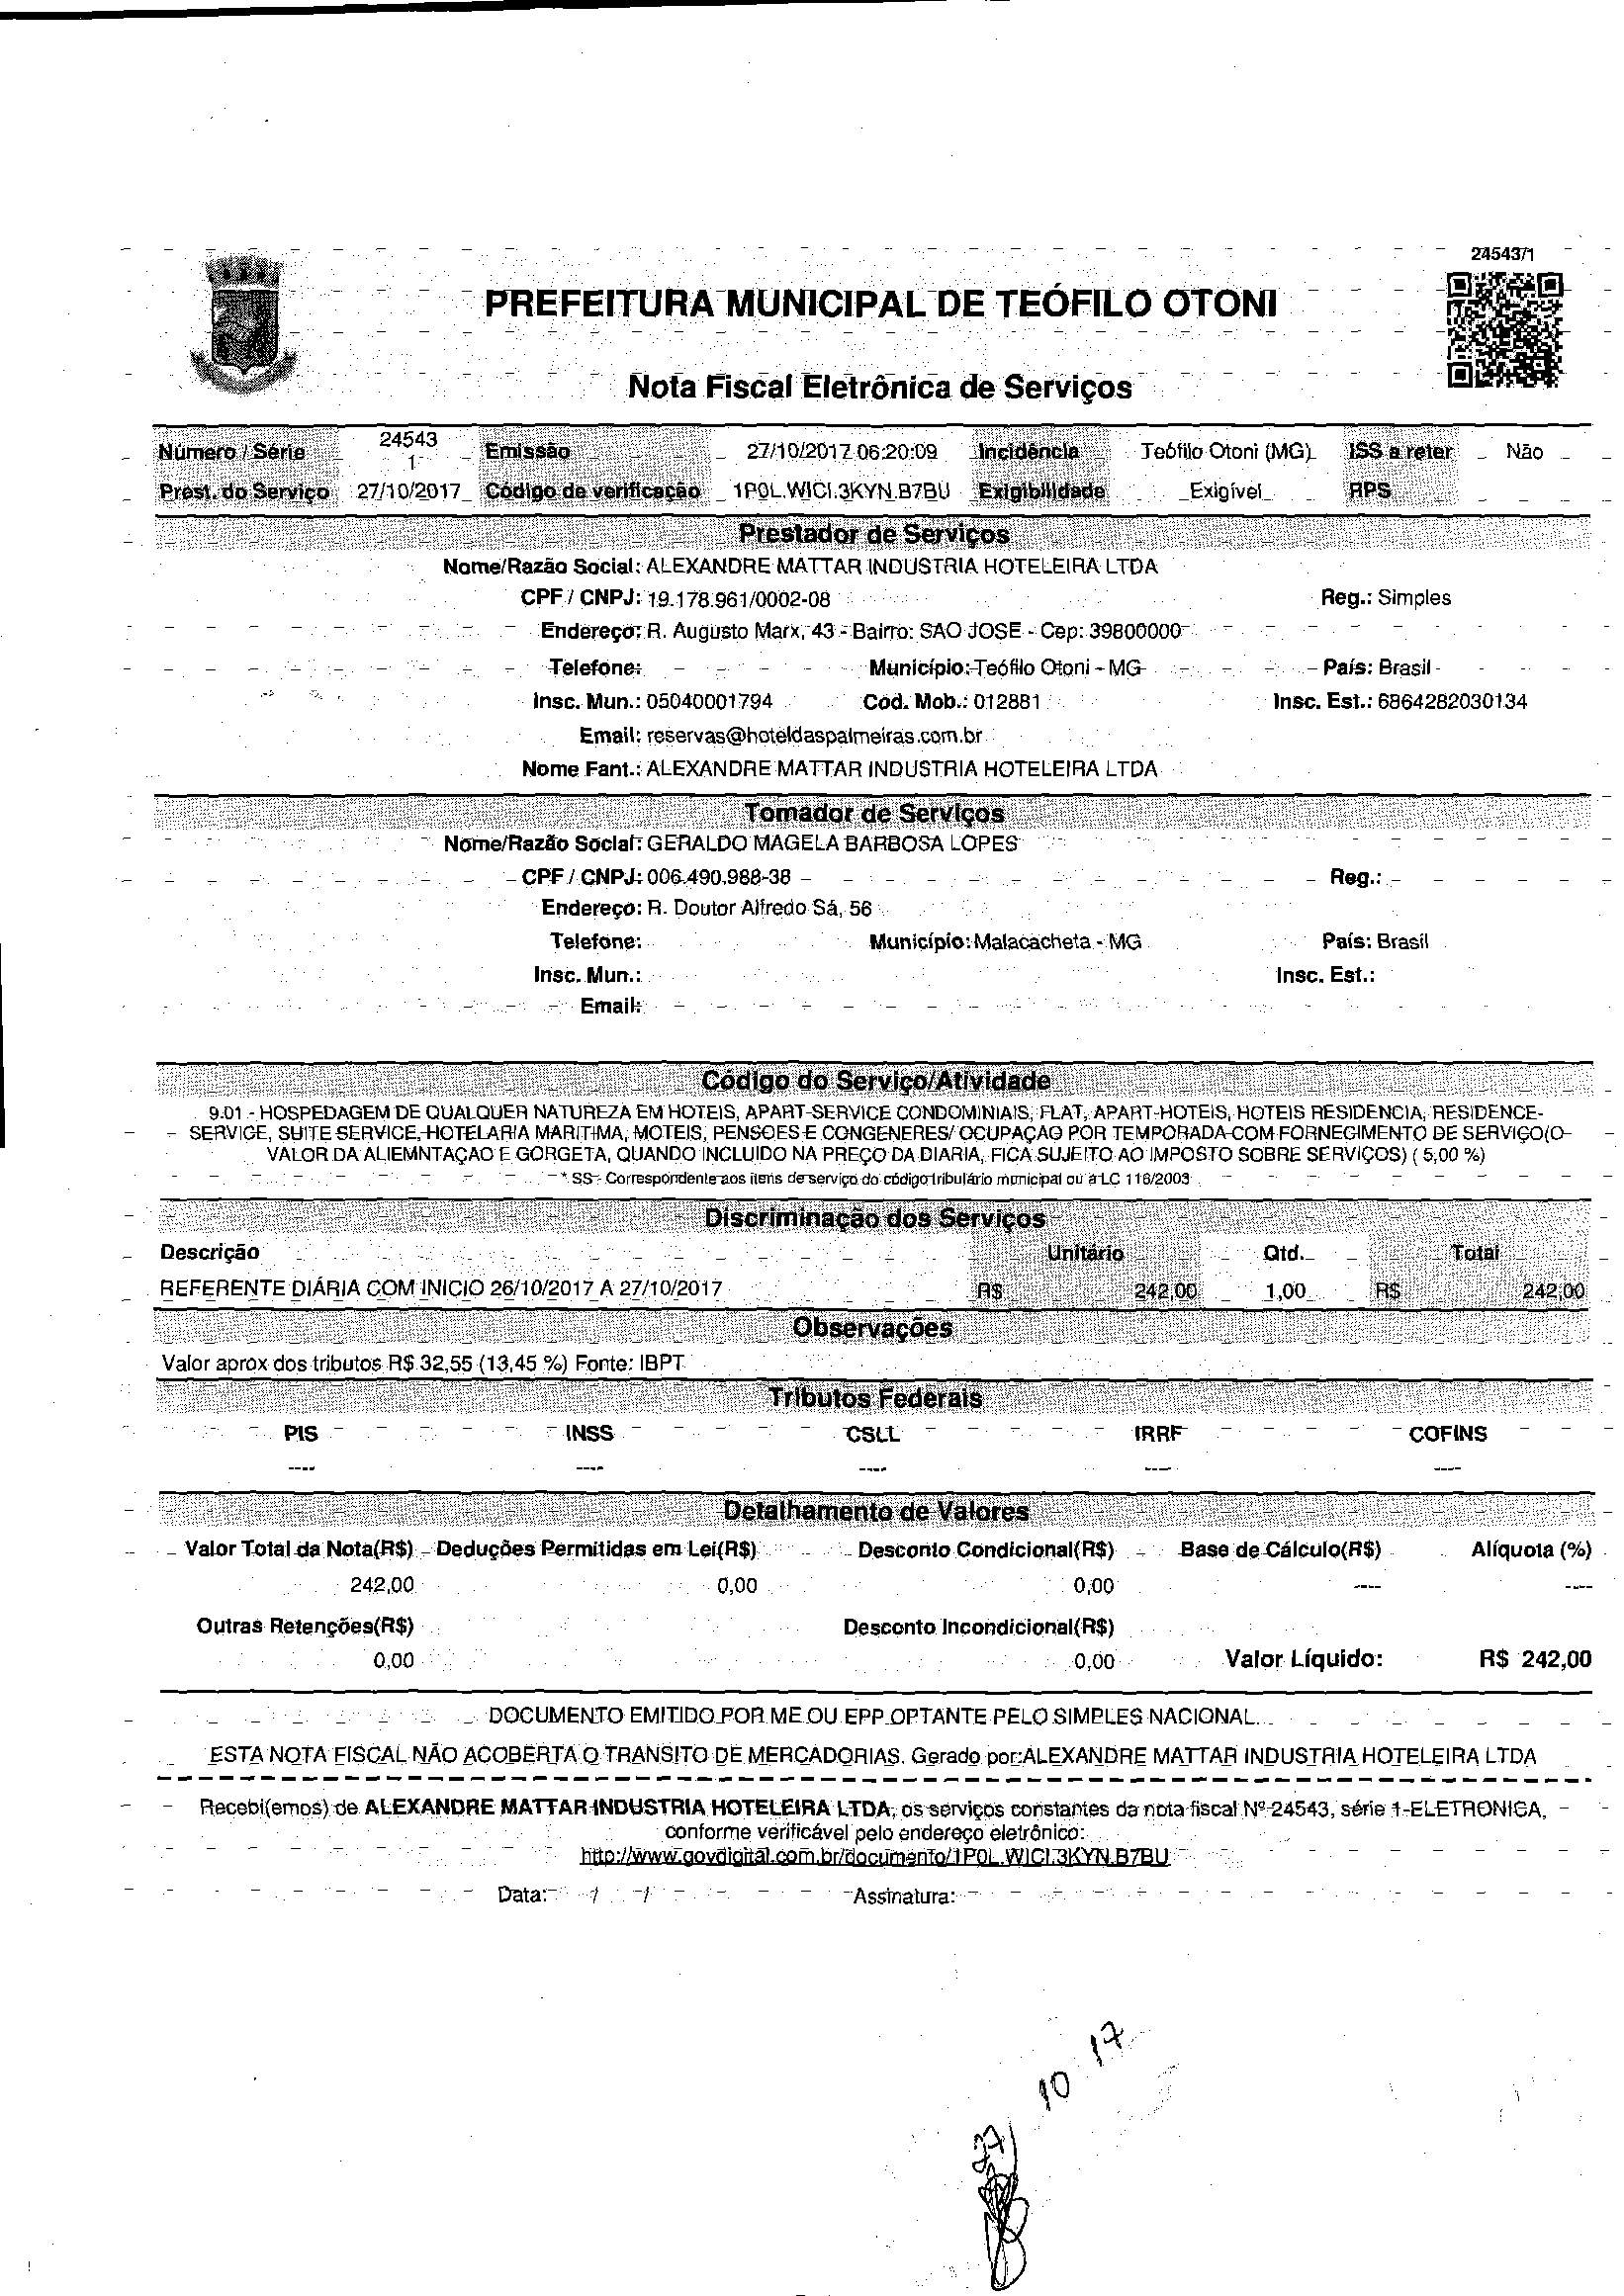 24543/1
PREFEITURA MUNICIPAL DE TEÓFILO OTONI
Nota Fiscal Eletrônica de Serviços
Número / Série 24543 1 Emissão 27/10/2017 06:20:09 Incidência Teófilo Otoni (MG) ISS a reter Não
Prest. do Serviço 27/10/2017 Código de verificação 1P0L.WICI.3KYN.B7BU Exigibilidade Exigível RPS
Prestador de Serviços
Nome/Razão Social: ALEXANDRE MATTAR INDUSTRIA HOTELEIRA LTDA
CPF / CNPJ: 19.178.961/0002-08 Reg.: Simples
Endereço: R. Augusto Marx, 43 - Bairro: SAO JOSE - Cep: 39800000
Telefone: Município: Teófilo Otoni - MG País: Brasil
Insc. Mun.: 05040001794 Cod. Mob.: 012881 Insc. Est.: 6864282030134
Email: reservas@hoteldaspalmeiras.com.br
Nome Fant.: ALEXANDRE MATTAR INDUSTRIA HOTELEIRA LTDA
Tomador de Serviços
Nome/Razão Social: GERALDO MAGELA BARBOSA LOPES
CPF / CNPJ: 006.490.988-38 Reg.:
Endereço: R. Doutor Alfredo Sá, 56
Telefone: Município: Malacacheta - MG País: Brasil
Insc. Mun.: Insc. Est.:
Email:
Código do Serviço/Atividade
9.01 - HOSPEDAGEM DE QUALQUER NATUREZA EM HOTEIS, APART-SERVICE CONDOMINIAIS, FLAT, APART-HOTEIS, HOTEIS RESIDENCIA, RESIDENCE-
SERVICE, SUITE SERVICE, HOTELARIA MARITIMA, MOTEIS, PENSOES E CONGENERES/ OCUPAÇAO POR TEMPORADA COM FORNECIMENTO DE SERVIÇO(O
VALOR DA ALIEMNTAÇAO E GORGETA, QUANDO INCLUIDO NA PREÇO DA DIARIA, FICA SUJEITO AO IMPOSTO SOBRE SERVIÇOS) ( 5,00 %)
* SS - Correspondente aos itens de serviço do código tributário municipal ou à LC 116/2003
Discriminação dos Serviços
Descrição Unitário Qtd. Total
REFERENTE DIÁRIA COM INICIO 26/10/2017 A 27/10/2017 R$ 242,00 1,00 R$ 242,00
Observações
Valor aprox dos tributos R$ 32,55 (13,45 %) Fonte: IBPT
Tributos Federais
PIS INSS CSLL IRRF COFINS
---- ---- ---- ---- ----
Detalhamento de Valores
Valor Total da Nota(R$) Deduções Permitidas em Lei(R$) Desconto Condicional(R$) Base de Cálculo(R$) Alíquota (%)
242,00 0,00 0,00 ---- ----
Outras Retenções(R$) Desconto Incondicional(R$)
0,00 0,00 Valor Líquido: R$ 242,00
DOCUMENTO EMITIDO POR ME OU EPP OPTANTE PELO SIMPLES NACIONAL.
ESTA NOTA FISCAL NÃO ACOBERTA O TRANSITO DE MERCADORIAS. Gerado por:ALEXANDRE MATTAR INDUSTRIA HOTELEIRA LTDA
Recebi(emos) de ALEXANDRE MATTAR INDUSTRIA HOTELEIRA LTDA, os serviços constantes da nota fiscal Nº 24543, série 1-ELETRONICA,
conforme verificável pelo endereço eletrônico:
http://www.govdigital.com.br/documento/1P0L.WICI.3KYN.B7BU
Data: / / Assinatura:
27/ 10 17